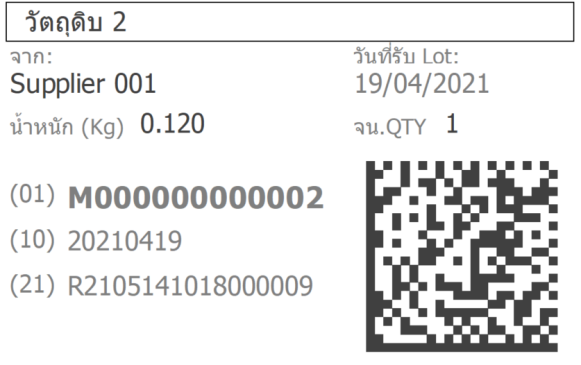 วัตถุดิบ 2
จาก: วันที่รับ Lot:
Supplier 001 19/04/2021
น้ำหนัก (Kg) 0.120 จน.QTY 1
(01) M000000000002
(10) 20210419
(21) R2105141018000009